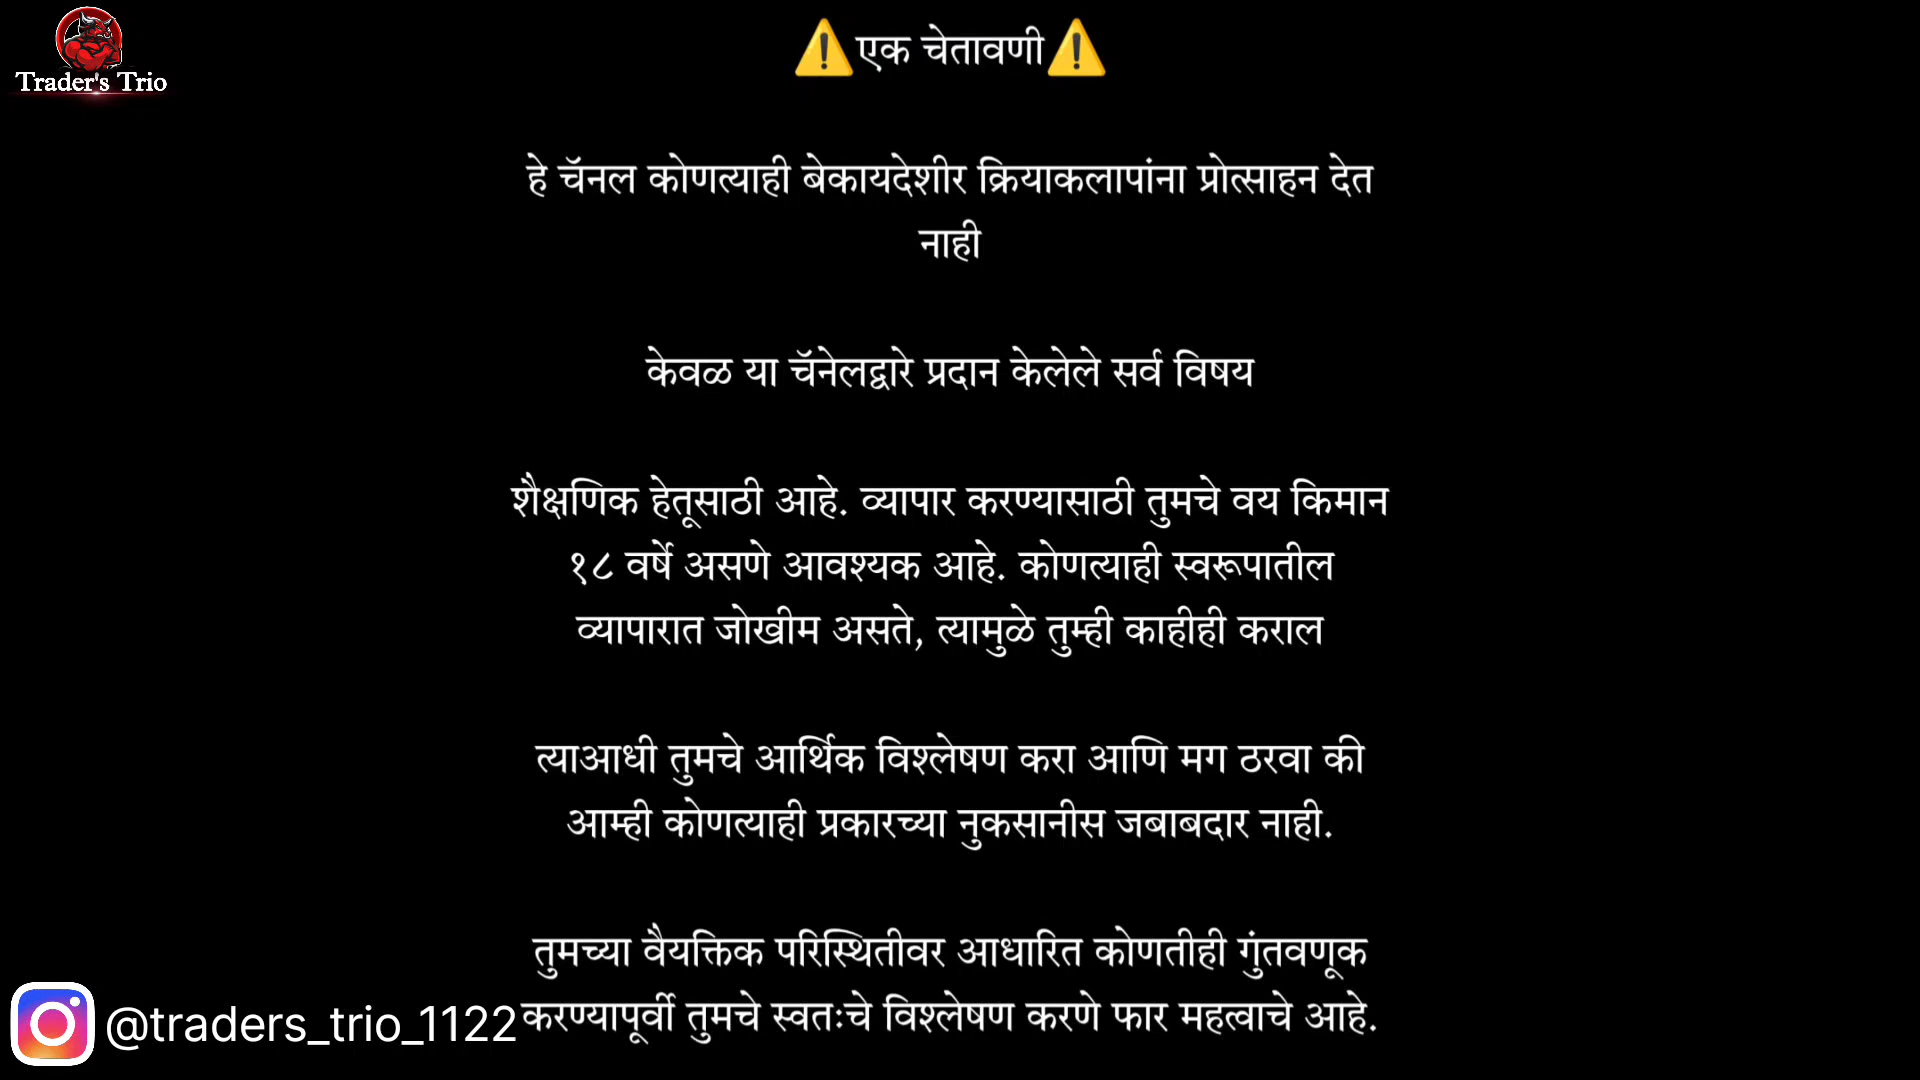 Trader's Trio
⚠️एक चेतावणी⚠️
हे चॅनल कोणत्याही बेकायदेशीर क्रियाकलापांना प्रोत्साहन देत
नाही
केवळ या चॅनेलद्वारे प्रदान केलेले सर्व विषय
शैक्षणिक हेतूसाठी आहे. व्यापार करण्यासाठी तुमचे वय किमान
१८ वर्षे असणे आवश्यक आहे. कोणत्याही स्वरूपातील
व्यापारात जोखीम असते, त्यामुळे तुम्ही काहीही कराल
त्याआधी तुमचे आर्थिक विश्लेषण करा आणि मग ठरवा की
आम्ही कोणत्याही प्रकारच्या नुकसानीस जबाबदार नाही.
तुमच्या वैयक्तिक परिस्थितीवर आधारित कोणतीही गुंतवणूक
करण्यापूर्वी तुमचे स्वतःचे विश्लेषण करणे फार महत्वाचे आहे.
@traders_trio_1122